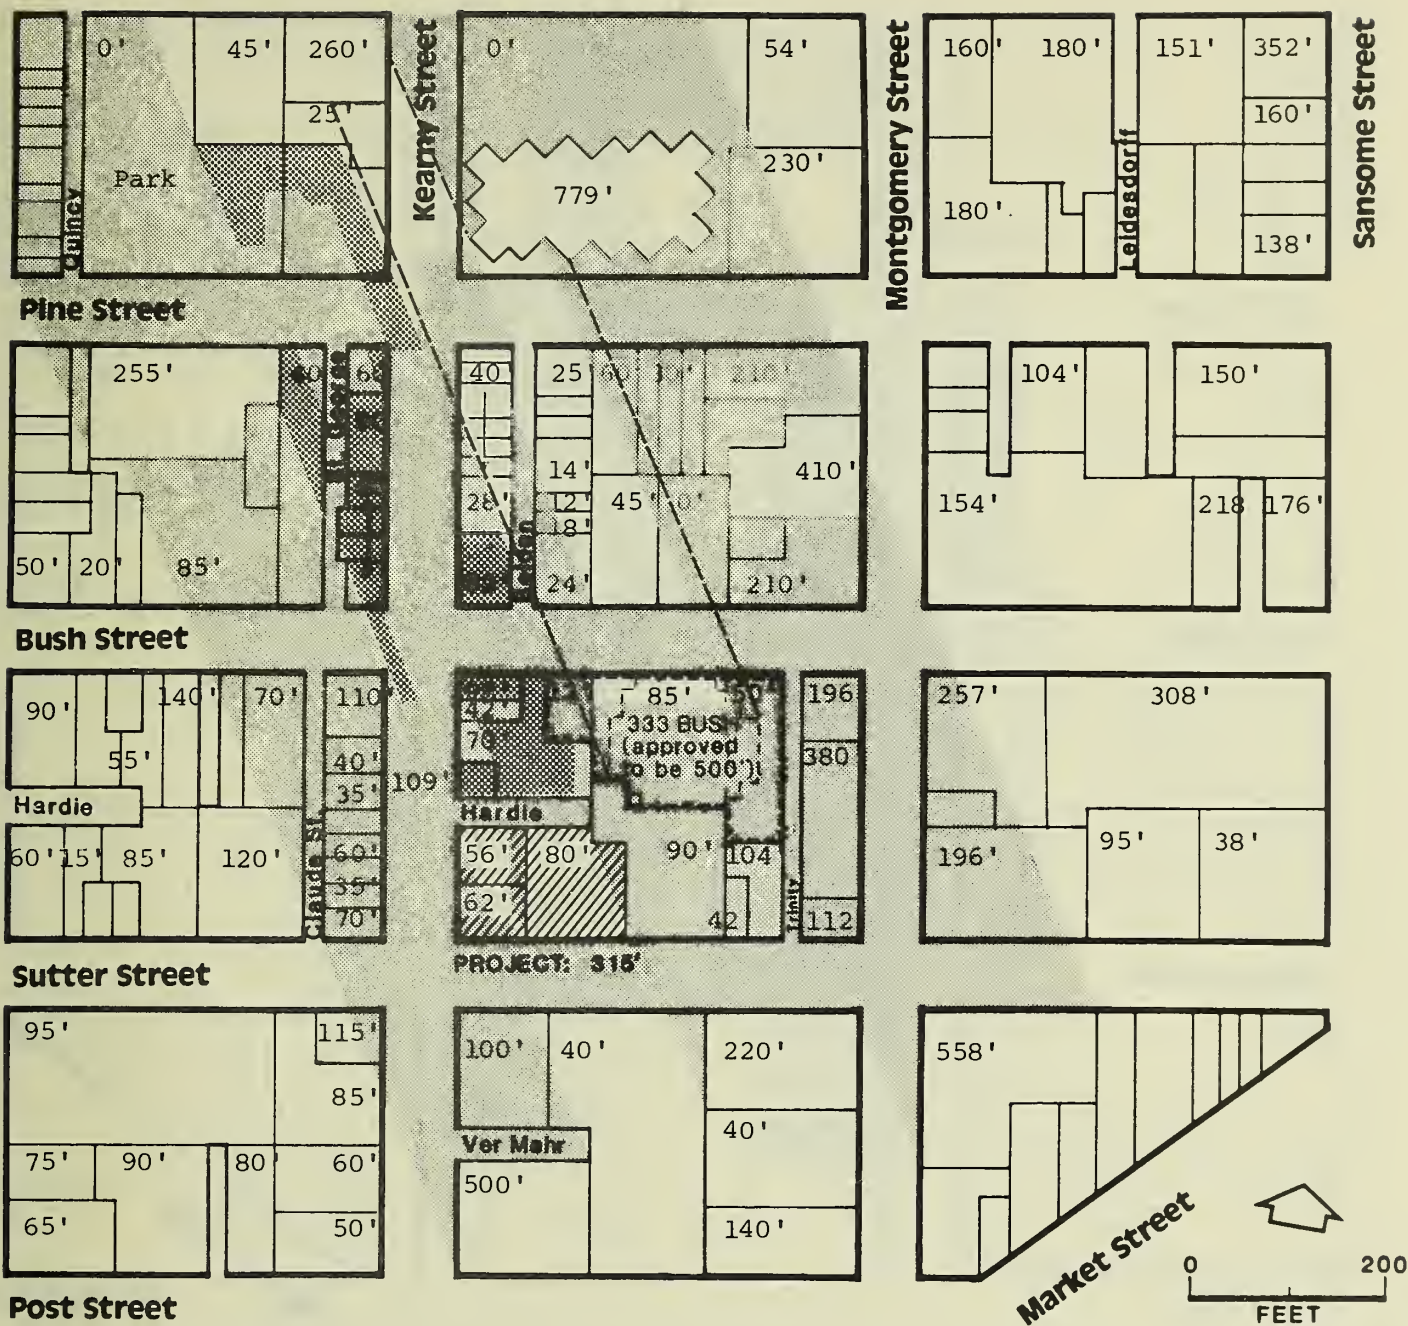 0' 45' 260' 0' 54' 160' 180' 151' 352'
25' 160'
Park 779' 230' 180' 138'
Quincy
Kearny Street
Montgomery Street
Leidesdorff
Sansome Street
Pine Street
255' 40' 25' 104' 150'
14' 410'
28' 12' 45' 154' 218 176'
18'
50' 20' 85' 24' 210'
Bush Street
90' 140' 70' 110' 85' 196 257' 308'
70' 333 BUS
55' 40' (approved 380
35' 109' to be 500')
Hardie Hardie
60' 15' 85' 120' 60' 56' 80' 90' 104 196' 95' 38'
35' 62'
70' 42 112
Claude St.
Trinity
Sutter Street
PROJECT: 315'
95' 115' 100' 40' 220' 558'
85' 40'
Ver Mehr
75' 90' 80' 60' 500'
65' 50' 140'
Market Street
Post Street
0 200
FEET